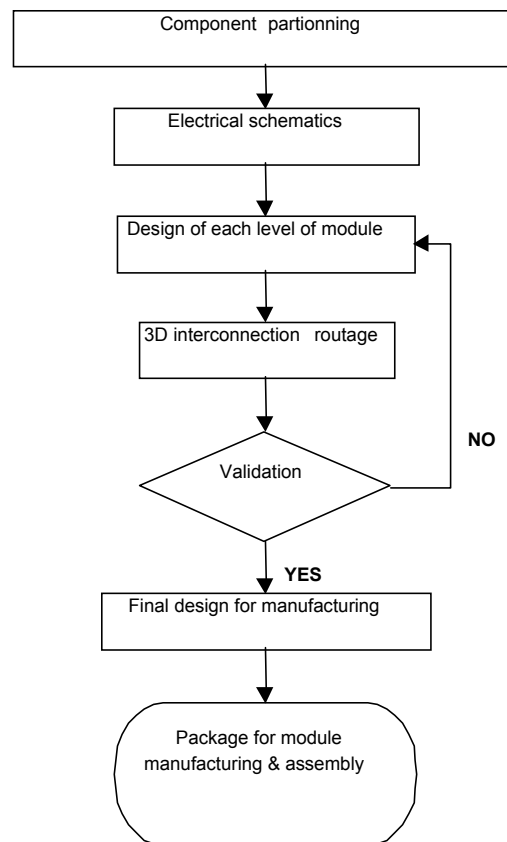 Component partionning
Electrical schematics
Design of each level of module
3D interconnection routage
NO
Validation
YES
Final design for manufacturing
Package for module
manufacturing & assembly